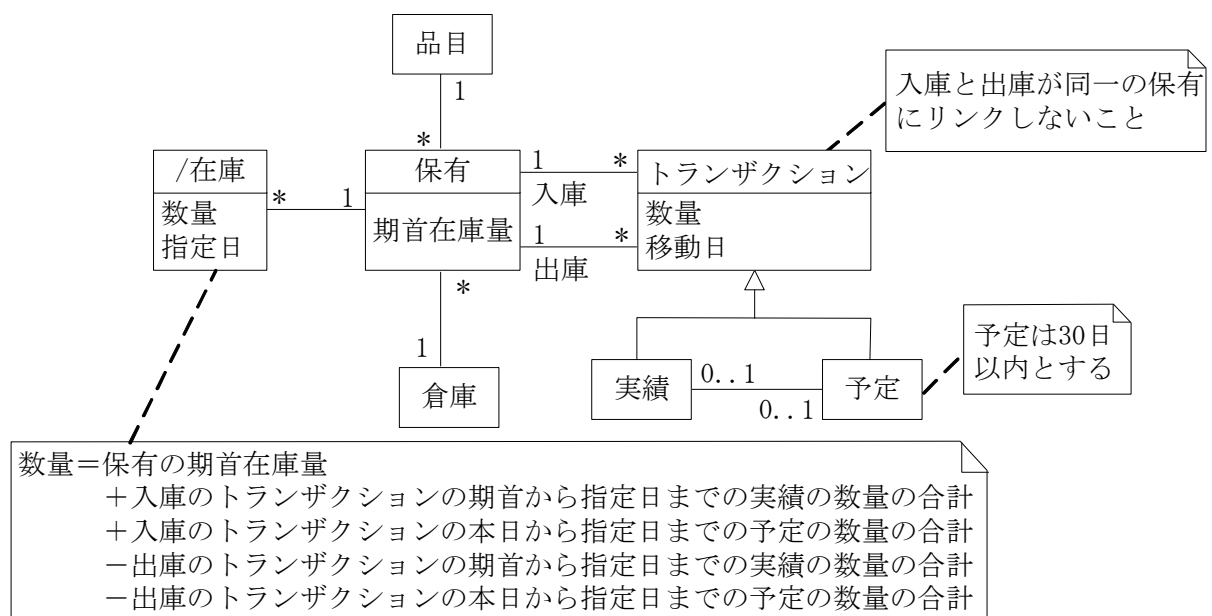 品目
1
*
入庫と出庫が同一の保有
にリンクしないこと
/在庫
数量
指定日
*
1
保有
期首在庫量
1
*
入庫
1
*
出庫
トランザクション
数量
移動日
*
1
倉庫
実績
0..1
0..1
予定
予定は30日
以内とする
数量＝保有の期首在庫量
＋入庫のトランザクションの期首から指定日までの実績の数量の合計
＋入庫のトランザクションの本日から指定日までの予定の数量の合計
－出庫のトランザクションの期首から指定日までの実績の数量の合計
－出庫のトランザクションの本日から指定日までの予定の数量の合計